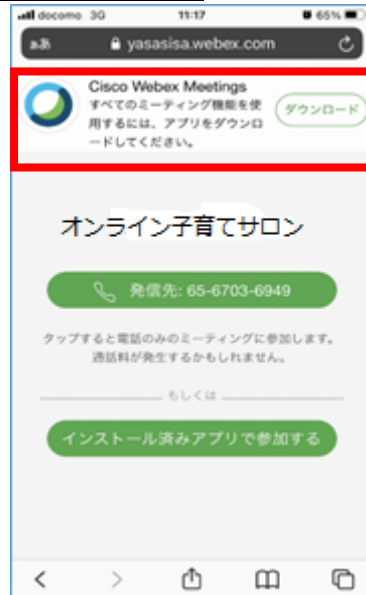 docomo 3G 11:17 65%
ああ yasasisa.webex.com
Cisco Webex Meetings
すべてのミーティング機能を使
用するには、アプリをダウンロ
ードしてください。
ダウンロード
オンライン子育てサロン
発信先: 65-6703-6949
タップすると電話のみのミーティングに参加します。
通話料が発生するかもしれません。
もしくは
インストール済みアプリで参加する